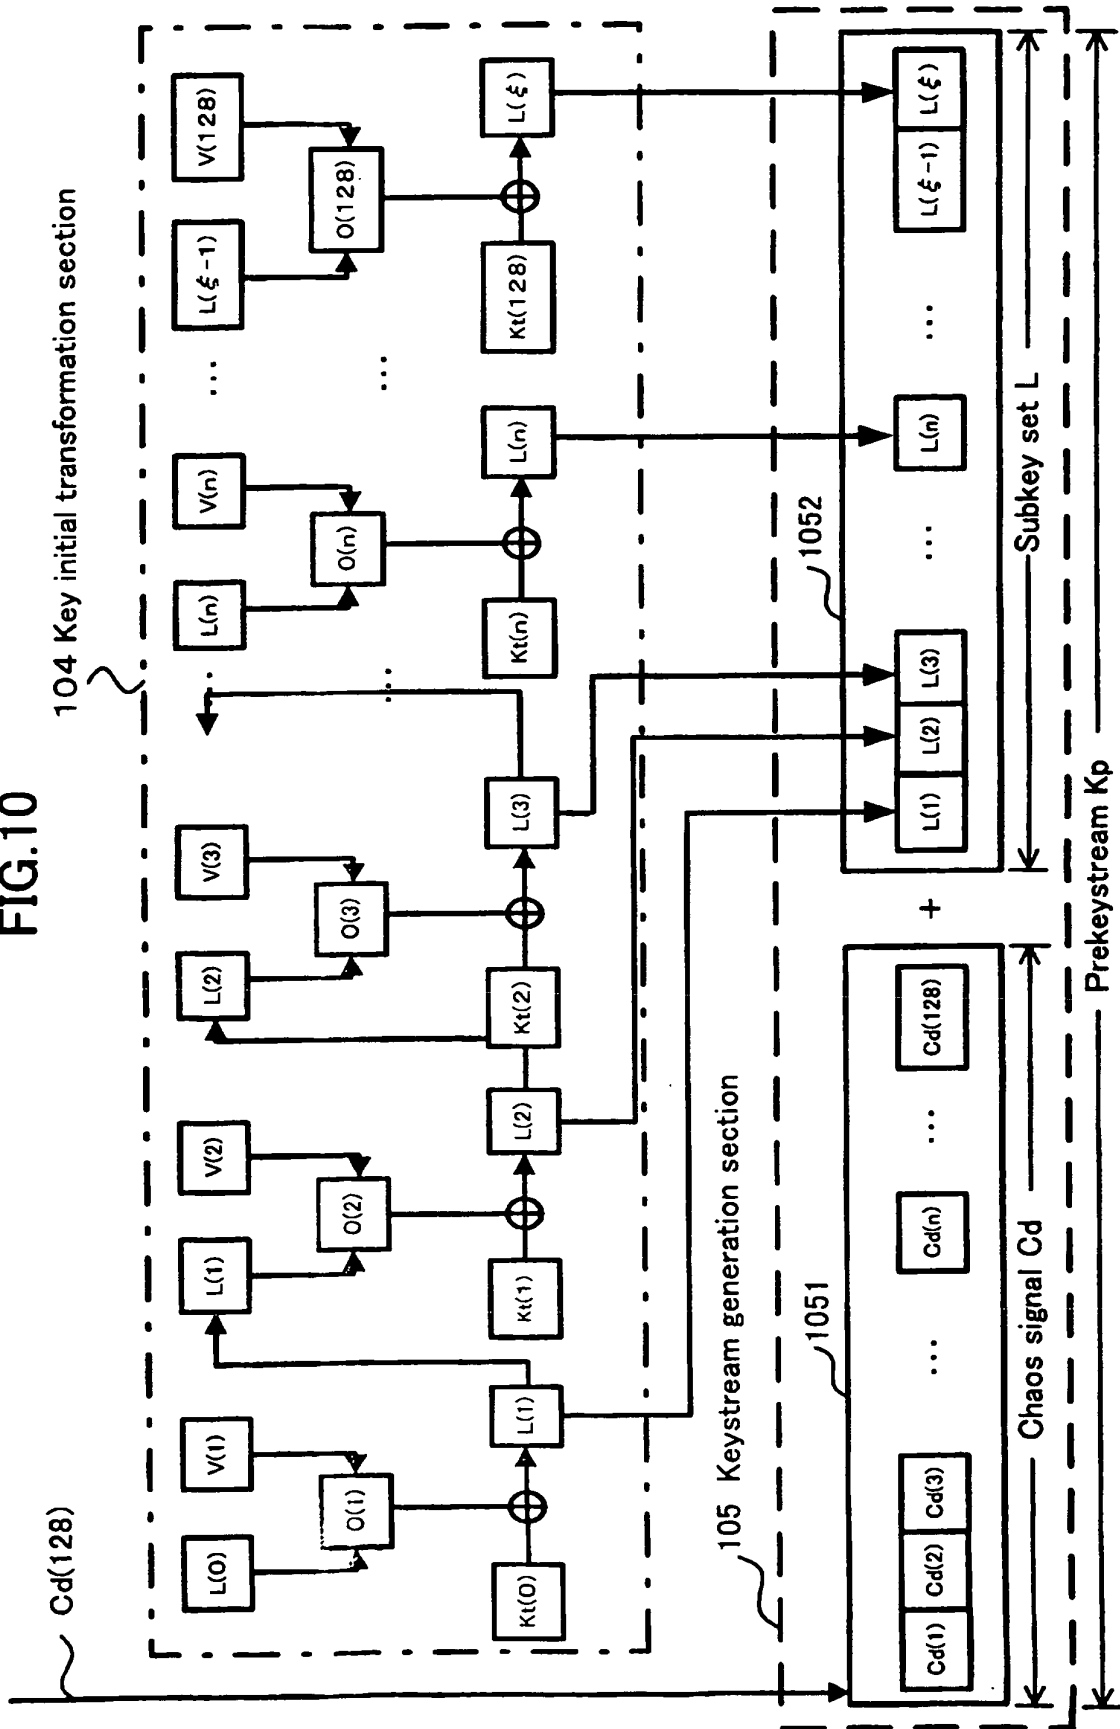 FIG.10
Cd(128)
104 Key initial transformation section
L(0)
V(1)
L(1)
V(2)
L(2)
V(3)
...
L(n)
V(n)
...
L(ξ-1)
V(128)
O(1)
O(2)
O(3)
...
O(n)
...
O(128)
Kt(0)
L(1)
Kt(1)
L(2)
Kt(2)
L(3)
Kt(n)
L(n)
Kt(128)
L(ξ)
105 Keystream generation section
1051
1052
Cd(1)
Cd(2)
Cd(3)
...
Cd(n)
...
Cd(128)
+
L(1)
L(2)
L(3)
...
L(n)
...
L(ξ-1)
L(ξ)
Chaos signal Cd
Subkey set L
Prekeystream Kp